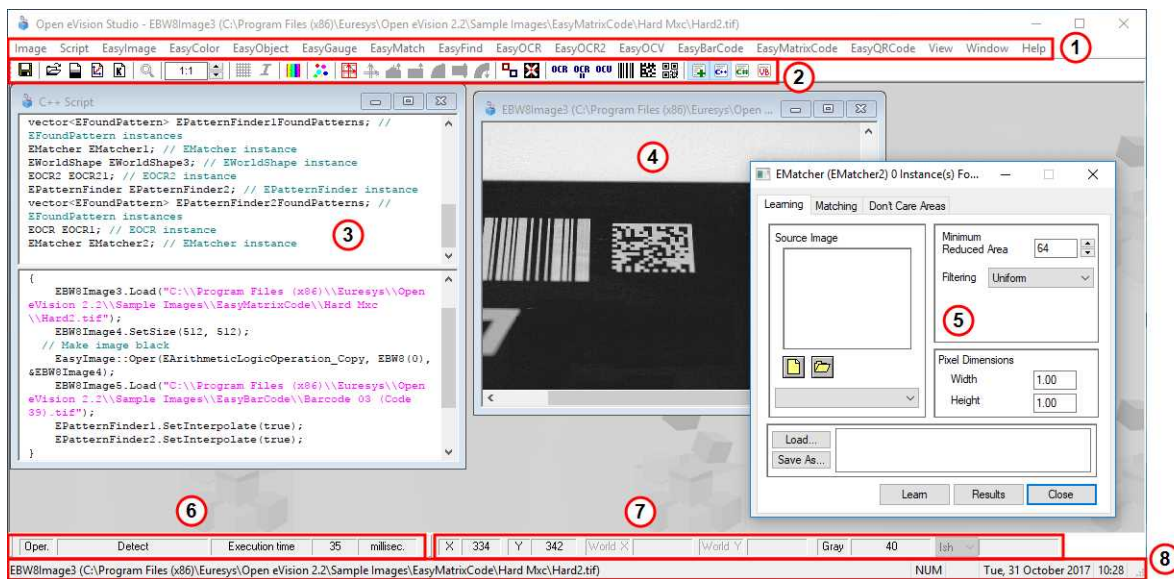 Open eVision Studio - EBW8Image3 (C:\Program Files (x86)\Euresys\Open eVision 2.2\Sample Images\EasyMatrixCode\Hard Mxc\Hard2.tif)
Image Script EasyImage EasyColor EasyObject EasyGauge EasyMatch EasyFind EasyOCR EasyOCR2 EasyOCV EasyBarCode EasyMatrixCode EasyQRCode View Window Help
1
1:1
OCR OCR II OCV
C++ C# VB
2
C++ Script
vector<EFoundPattern> EPatternFinder1FoundPatterns; //
EFoundPattern instances
EMatcher EMatcher1; // EMatcher instance
EWorldShape EWorldShape3; // EWorldShape instance
EOCR2 EOCR21; // EOCR2 instance
EPatternFinder EPatternFinder2; // EPatternFinder instance
vector<EFoundPattern> EPatternFinder2FoundPatterns; //
EFoundPattern instances
EOCR EOCR1; // EOCR instance
EMatcher EMatcher2; // EMatcher instance
3
{
EBW8Image3.Load("C:\\Program Files (x86)\\Euresys\\Open
eVision 2.2\\Sample Images\\EasyMatrixCode\\Hard Mxc
\\Hard2.tif");
EBW8Image4.SetSize(512, 512);
// Make image black
EasyImage::Oper(EArithmeticLogicOperation_Copy, EBW8(0),
&EBW8Image4);
EBW8Image5.Load("C:\\Program Files (x86)\\Euresys\\Open
eVision 2.2\\Sample Images\\EasyBarCode\\Barcode 03 (Code
39).tif");
EPatternFinder1.SetInterpolate(true);
EPatternFinder2.SetInterpolate(true);
}
EBW8Image3 (C:\Program Files (x86)\Euresys\Open ...
4
EMatcher (EMatcher2) 0 Instance(s) Fo...
Learning Matching Don't Care Areas
Source Image
Minimum
Reduced Area 64
Filtering Uniform
5
Pixel Dimensions
Width 1.00
Height 1.00
Load...
Save As...
Learn Results Close
6
7
Oper. Detect Execution time 35 millisec.
X 334 Y 342 World X World Y Gray 40 Ish
8
EBW8Image3 (C:\Program Files (x86)\Euresys\Open eVision 2.2\Sample Images\EasyMatrixCode\Hard Mxc\Hard2.tif) NUM Tue, 31 October 2017 10:28